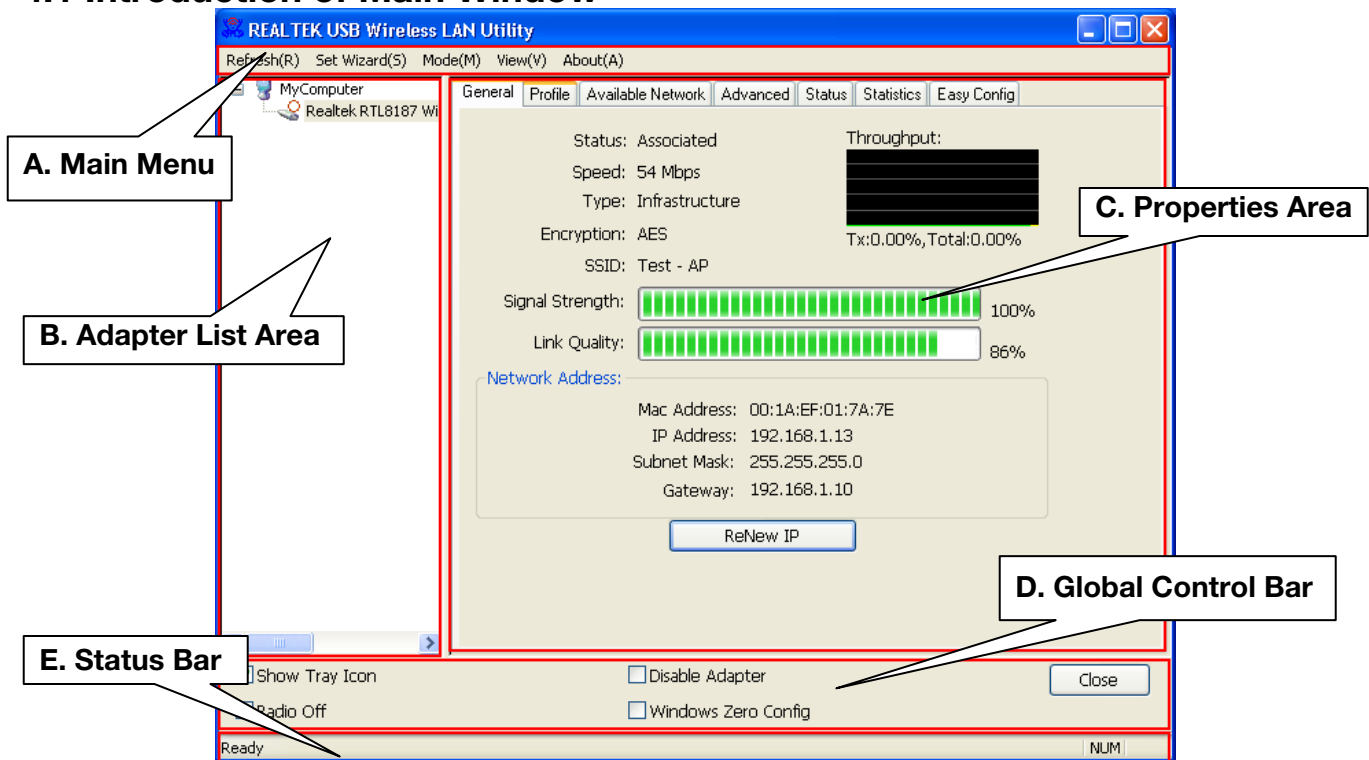 REALTEK USB Wireless LAN Utility
Refresh(R) Set Wizard(S) Mode(M) View(V) About(A)
MyComputer
Realtek RTL8187 Wi
General Profile Available Network Advanced Status Statistics Easy Config
Status: Associated
Throughput:
Speed: 54 Mbps
Type: Infrastructure
Encryption: AES
Tx:0.00%, Total:0.00%
SSID: Test - AP
Signal Strength: 100%
Link Quality: 86%
Network Address:
Mac Address: 00:1A:EF:01:7A:7E
IP Address: 192.168.1.13
Subnet Mask: 255.255.255.0
Gateway: 192.168.1.10
ReNew IP
A. Main Menu
B. Adapter List Area
C. Properties Area
D. Global Control Bar
E. Status Bar
Show Tray Icon
Disable Adapter
Close
Radio Off
Windows Zero Config
Ready
NUM